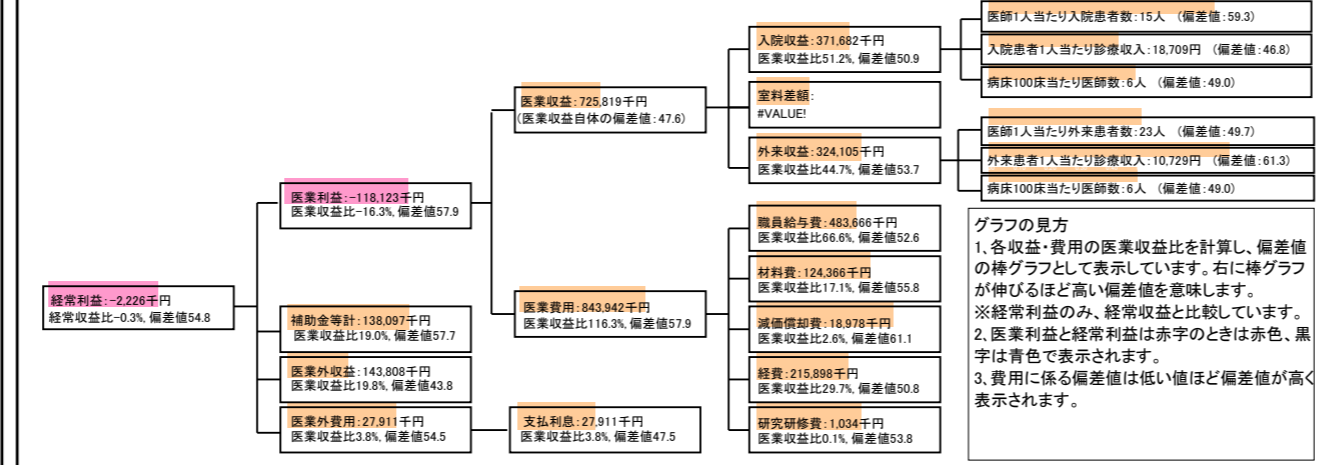 経常利益:-2,226千円
経常収益比-0.3%, 偏差値54.8
医業利益:-118,123千円
医業収益比-16.3%, 偏差値57.9
補助金等計:138,097千円
医業収益比19.0%, 偏差値57.7
医業外収益:143,808千円
医業収益比19.8%, 偏差値43.8
医業外費用:27,911千円
医業収益比3.8%, 偏差値54.5
医業収益:725,819千円
(医業収益自体の偏差値:47.6)
医業費用:843,942千円
医業収益比116.3%, 偏差値57.9
支払利息:27,911千円
医業収益比3.8%, 偏差値47.5
入院収益:371,682千円
医業収益比51.2%, 偏差値50.9
室料差額:
#VALUE!
外来収益:324,105千円
医業収益比44.7%, 偏差値53.7
職員給与費:483,666千円
医業収益比66.6%, 偏差値52.6
材料費:124,366千円
医業収益比17.1%, 偏差値55.8
減価償却費:18,978千円
医業収益比2.6%, 偏差値61.1
経費:215,898千円
医業収益比29.7%, 偏差値50.8
研究研修費:1,034千円
医業収益比0.1%, 偏差値53.8
医師1人当たり入院患者数:15人 (偏差値:59.3)
入院患者1人当たり診療収入:18,709円 (偏差値:46.8)
病床100床当たり医師数:6人 (偏差値:49.0)
医師1人当たり外来患者数:23人 (偏差値:49.7)
外来患者1人当たり診療収入:10,729円 (偏差値:61.3)
病床100床当たり医師数:6人 (偏差値:49.0)
グラフの見方
1、各収益・費用の医業収益比を計算し、偏差値
の棒グラフとして表示しています。右に棒グラフ
が伸びるほど高い偏差値を意味します。
※経常利益のみ、経常収益と比較しています。
2、医業利益と経常利益は赤字のときは赤色、黒
字は青色で表示されます。
3、費用に係る偏差値は低い値ほど偏差値が高く
表示されます。